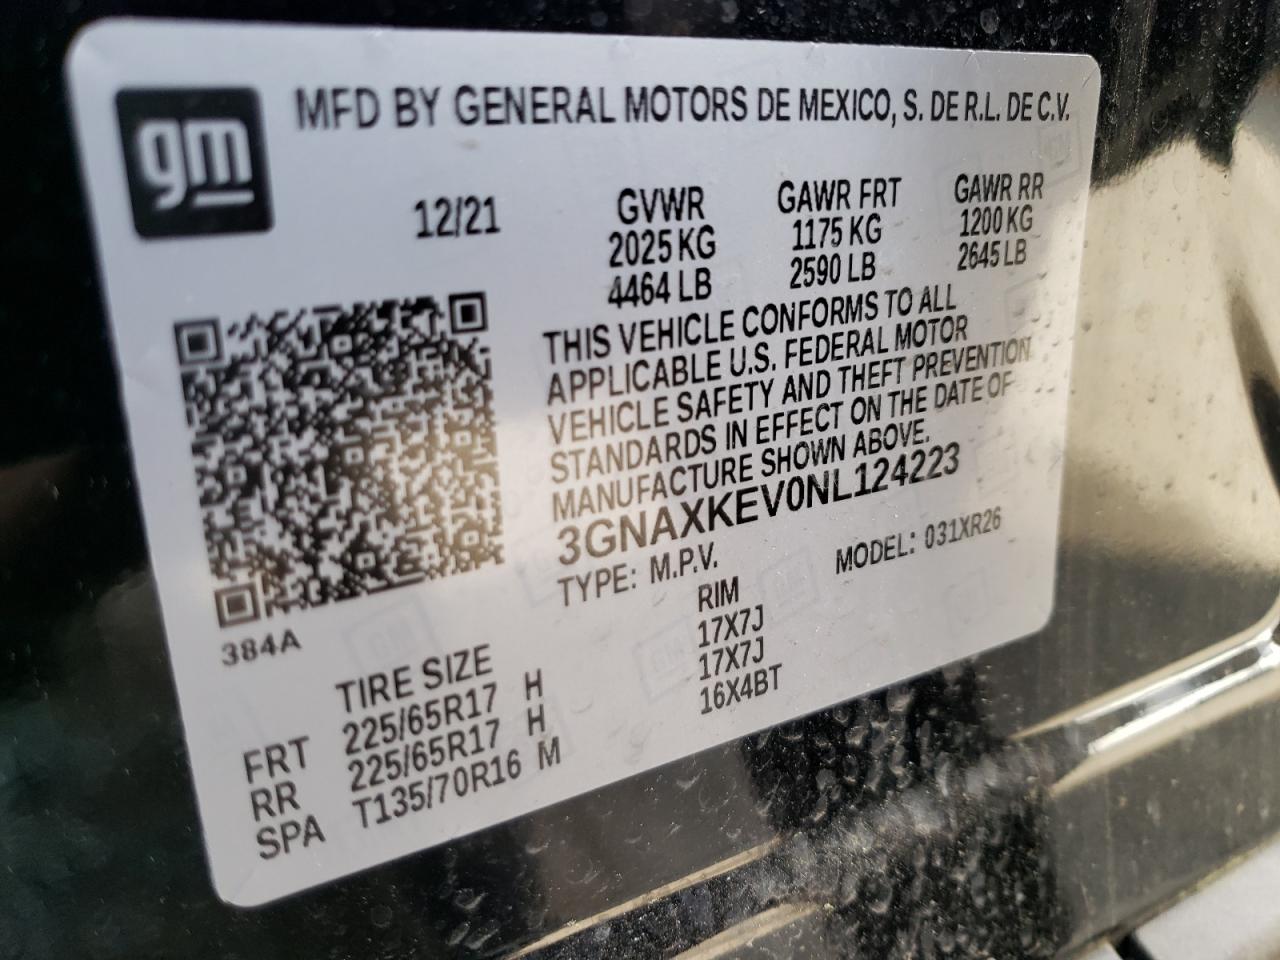 gm
MFD BY GENERAL MOTORS DE MEXICO, S. DE R.L. DE C.V.
12/21
GVWR GAWR FRT GAWR RR
2025 KG 1175 KG 1200 KG
4464 LB 2590 LB 2645 LB
THIS VEHICLE CONFORMS TO ALL
APPLICABLE U.S. FEDERAL MOTOR
VEHICLE SAFETY AND THEFT PREVENTION
STANDARDS IN EFFECT ON THE DATE OF
MANUFACTURE SHOWN ABOVE.
3GNAXKEV0NL124223
TYPE: M.P.V. MODEL: 031XR26
384A
TIRE SIZE RIM
FRT 225/65R17 H 17X7J
RR 225/65R17 H 17X7J
SPA T135/70R16 M 16X4BT